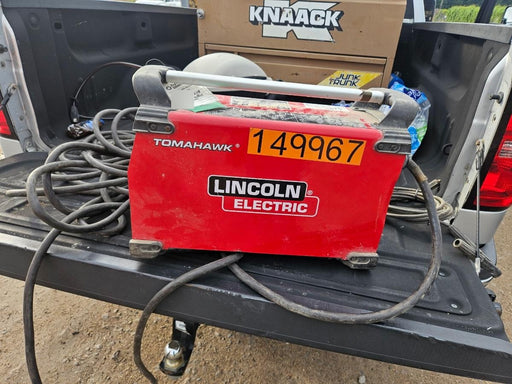 KNAACK
K
JUNK
TRUNK
TOMAHAWK®
149967
LINCOLN®
ELECTRIC